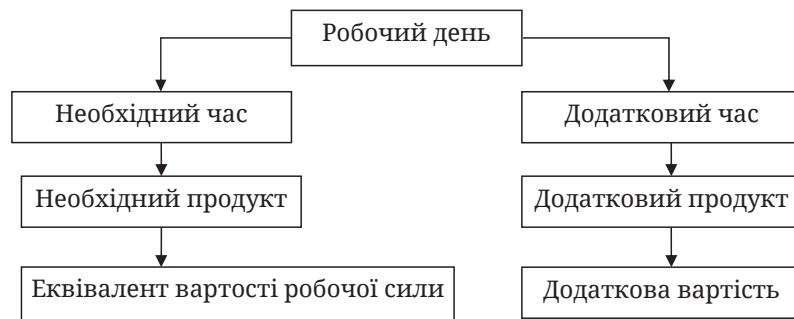 Робочий день
Необхідний час
Додатковий час
Необхідний продукт
Додатковий продукт
Еквівалент вартості робочої сили
Додаткова вартість